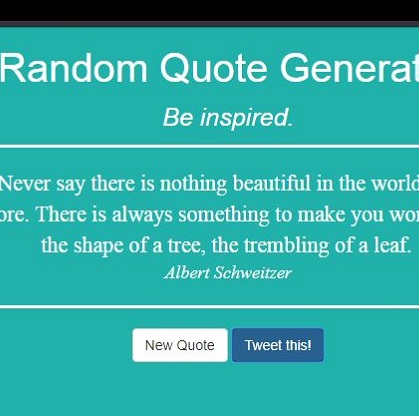 Random Quote Generat
Be inspired.
Never say there is nothing beautiful in the world
ore. There is always something to make you wo
the shape of a tree, the trembling of a leaf.
Albert Schweitzer
New Quote Tweet this!